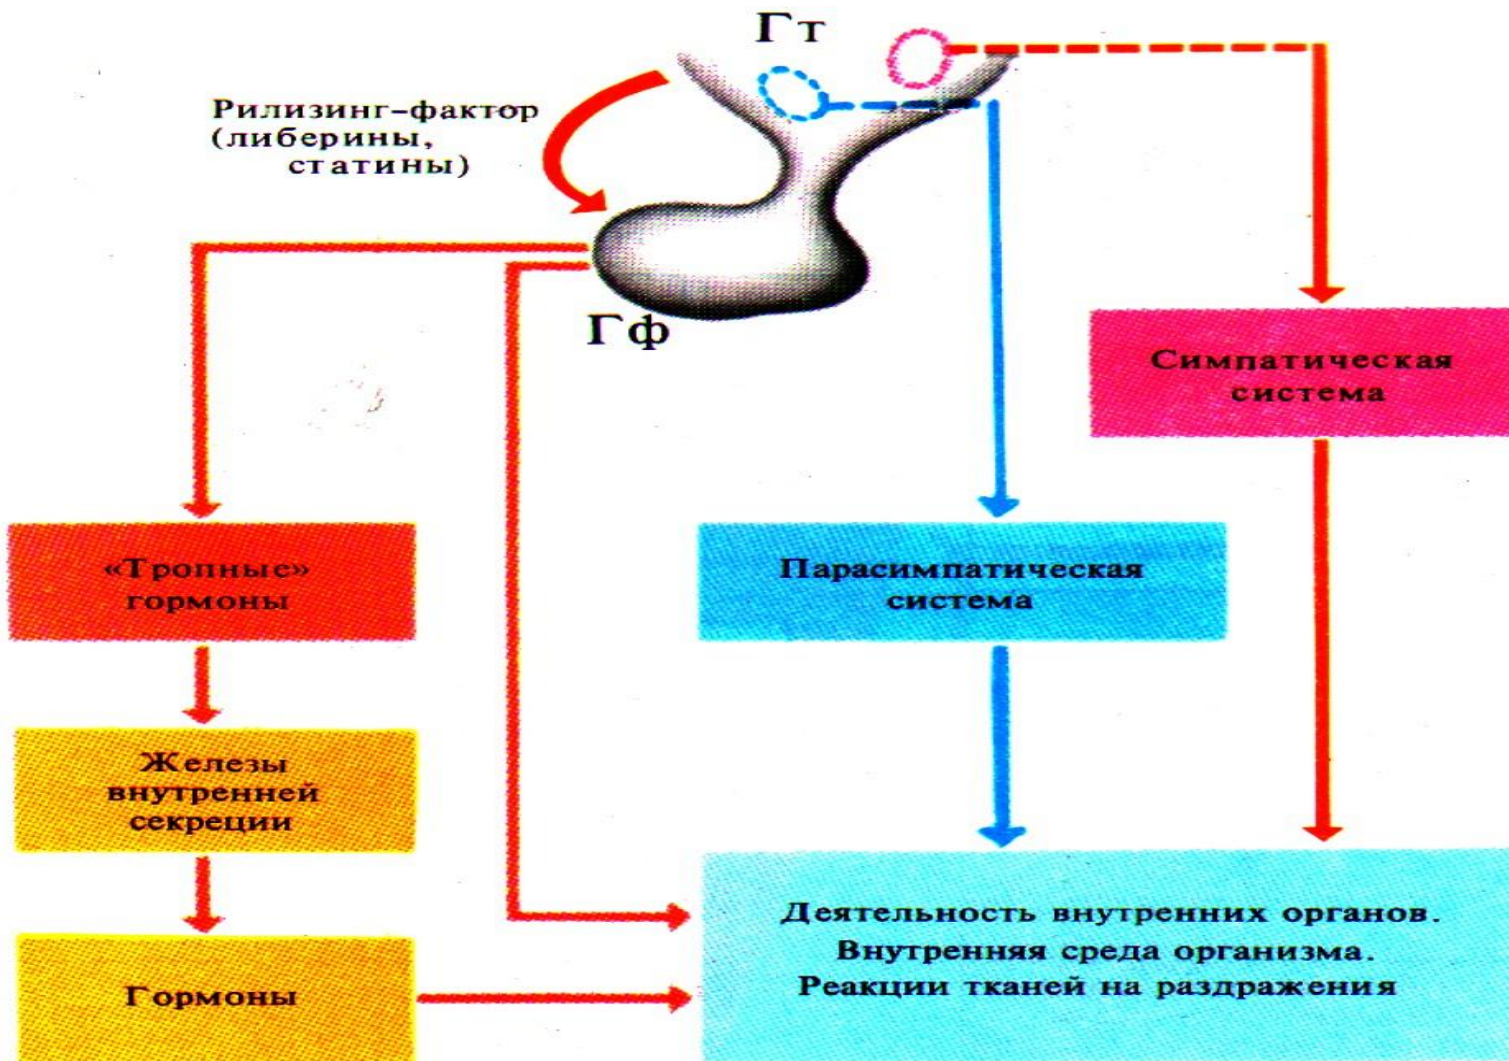 Гт
Рилизинг-фактор
(либерины,
статины)
Гф
Симпатическая
система
«Тропные»
гормоны
Парасимпатическая
система
Железы
внутренней
секреции
Деятельность внутренних органов.
Внутренняя среда организма.
Реакции тканей на раздражения
Гормоны